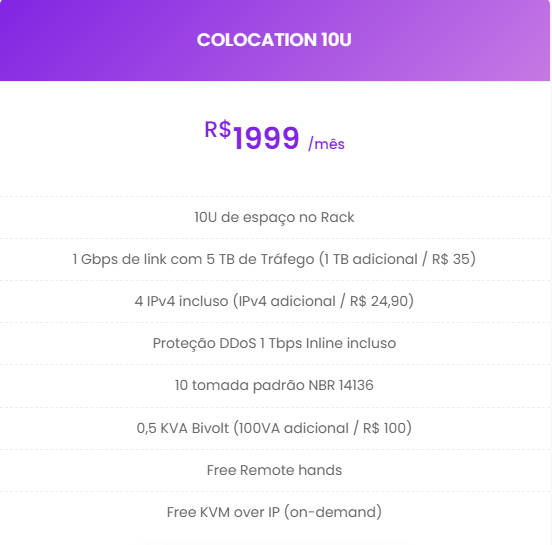 COLOCATION 10U
R$1999 /mês
10U de espaço no Rack
1 Gbps de link com 5 TB de Tráfego (1 TB adicional / R$ 35)
4 IPv4 incluso (IPv4 adicional / R$ 24,90)
Proteção DDoS 1 Tbps Inline incluso
10 tomada padrão NBR 14136
0,5 KVA Bivolt (100VA adicional / R$ 100)
Free Remote hands
Free KVM over IP (on-demand)